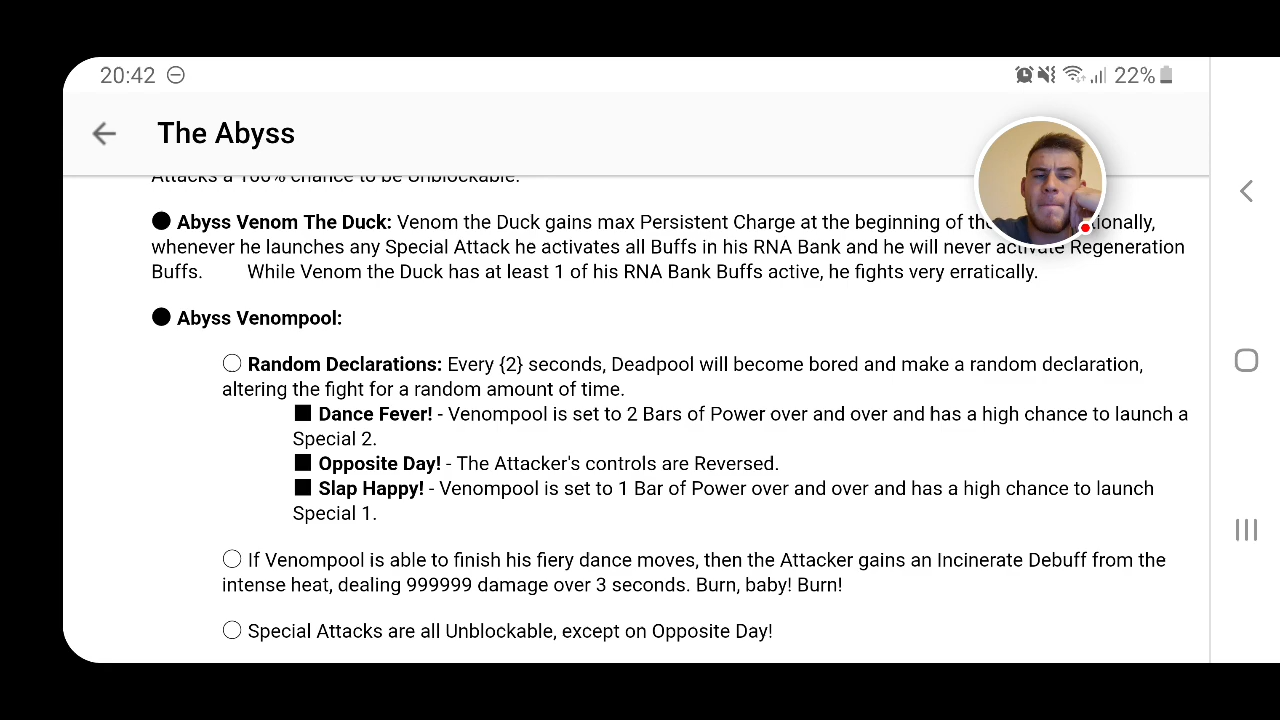 20:42 22%
The Abyss
Attacks a 100% chance to be Unblockable.
● Abyss Venom The Duck: Venom the Duck gains max Persistent Charge at the beginning of the tionally,
whenever he launches any Special Attack he activates all Buffs in his RNA Bank and he will never activate Regeneration
Buffs. While Venom the Duck has at least 1 of his RNA Bank Buffs active, he fights very erratically.
● Abyss Venompool:
○ Random Declarations: Every {2} seconds, Deadpool will become bored and make a random declaration,
altering the fight for a random amount of time.
■ Dance Fever! - Venompool is set to 2 Bars of Power over and over and has a high chance to launch a
Special 2.
■ Opposite Day! - The Attacker's controls are Reversed.
■ Slap Happy! - Venompool is set to 1 Bar of Power over and over and has a high chance to launch
Special 1.
○ If Venompool is able to finish his fiery dance moves, then the Attacker gains an Incinerate Debuff from the
intense heat, dealing 999999 damage over 3 seconds. Burn, baby! Burn!
○ Special Attacks are all Unblockable, except on Opposite Day!